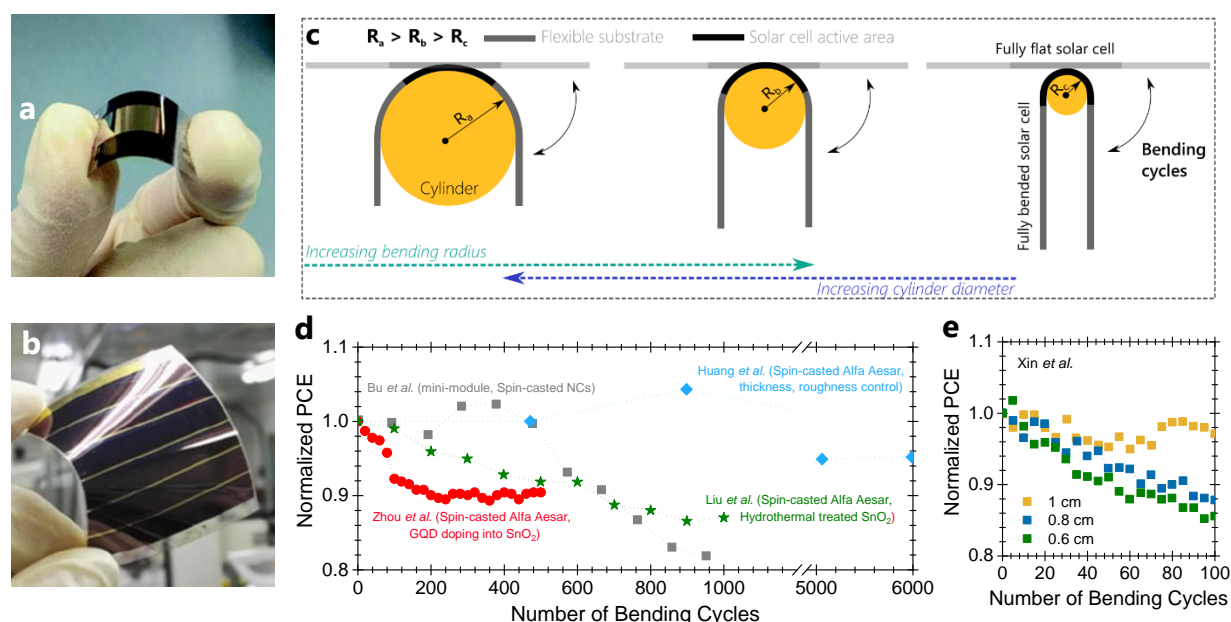 a
b
c
R_a > R_b > R_c
Flexible substrate
Solar cell active area
R_a
Cylinder
R_b
Fully flat solar cell
R_c
Fully bended solar cell
Bending
cycles
Increasing bending radius
Increasing cylinder diameter
d
Normalized PCE
1.1
1.0
0.9
0.8
Bu et al. (mini-module, Spin-casted NCs)
Huang et al. (Spin-casted Alfa Aesar,
thickness, roughness control)
Zhou et al. (Spin-casted Alfa Aesar,
GQD doping into SnO₂)
Liu et al. (Spin-casted Alfa Aesar,
Hydrothermal treated SnO₂)
0 200 400 600 800 1000 5000 6000
Number of Bending Cycles
e
Normalized PCE
1.1
1.0
0.9
0.8
Xin et al.
1 cm
0.8 cm
0.6 cm
0 20 40 60 80 100
Number of Bending Cycles